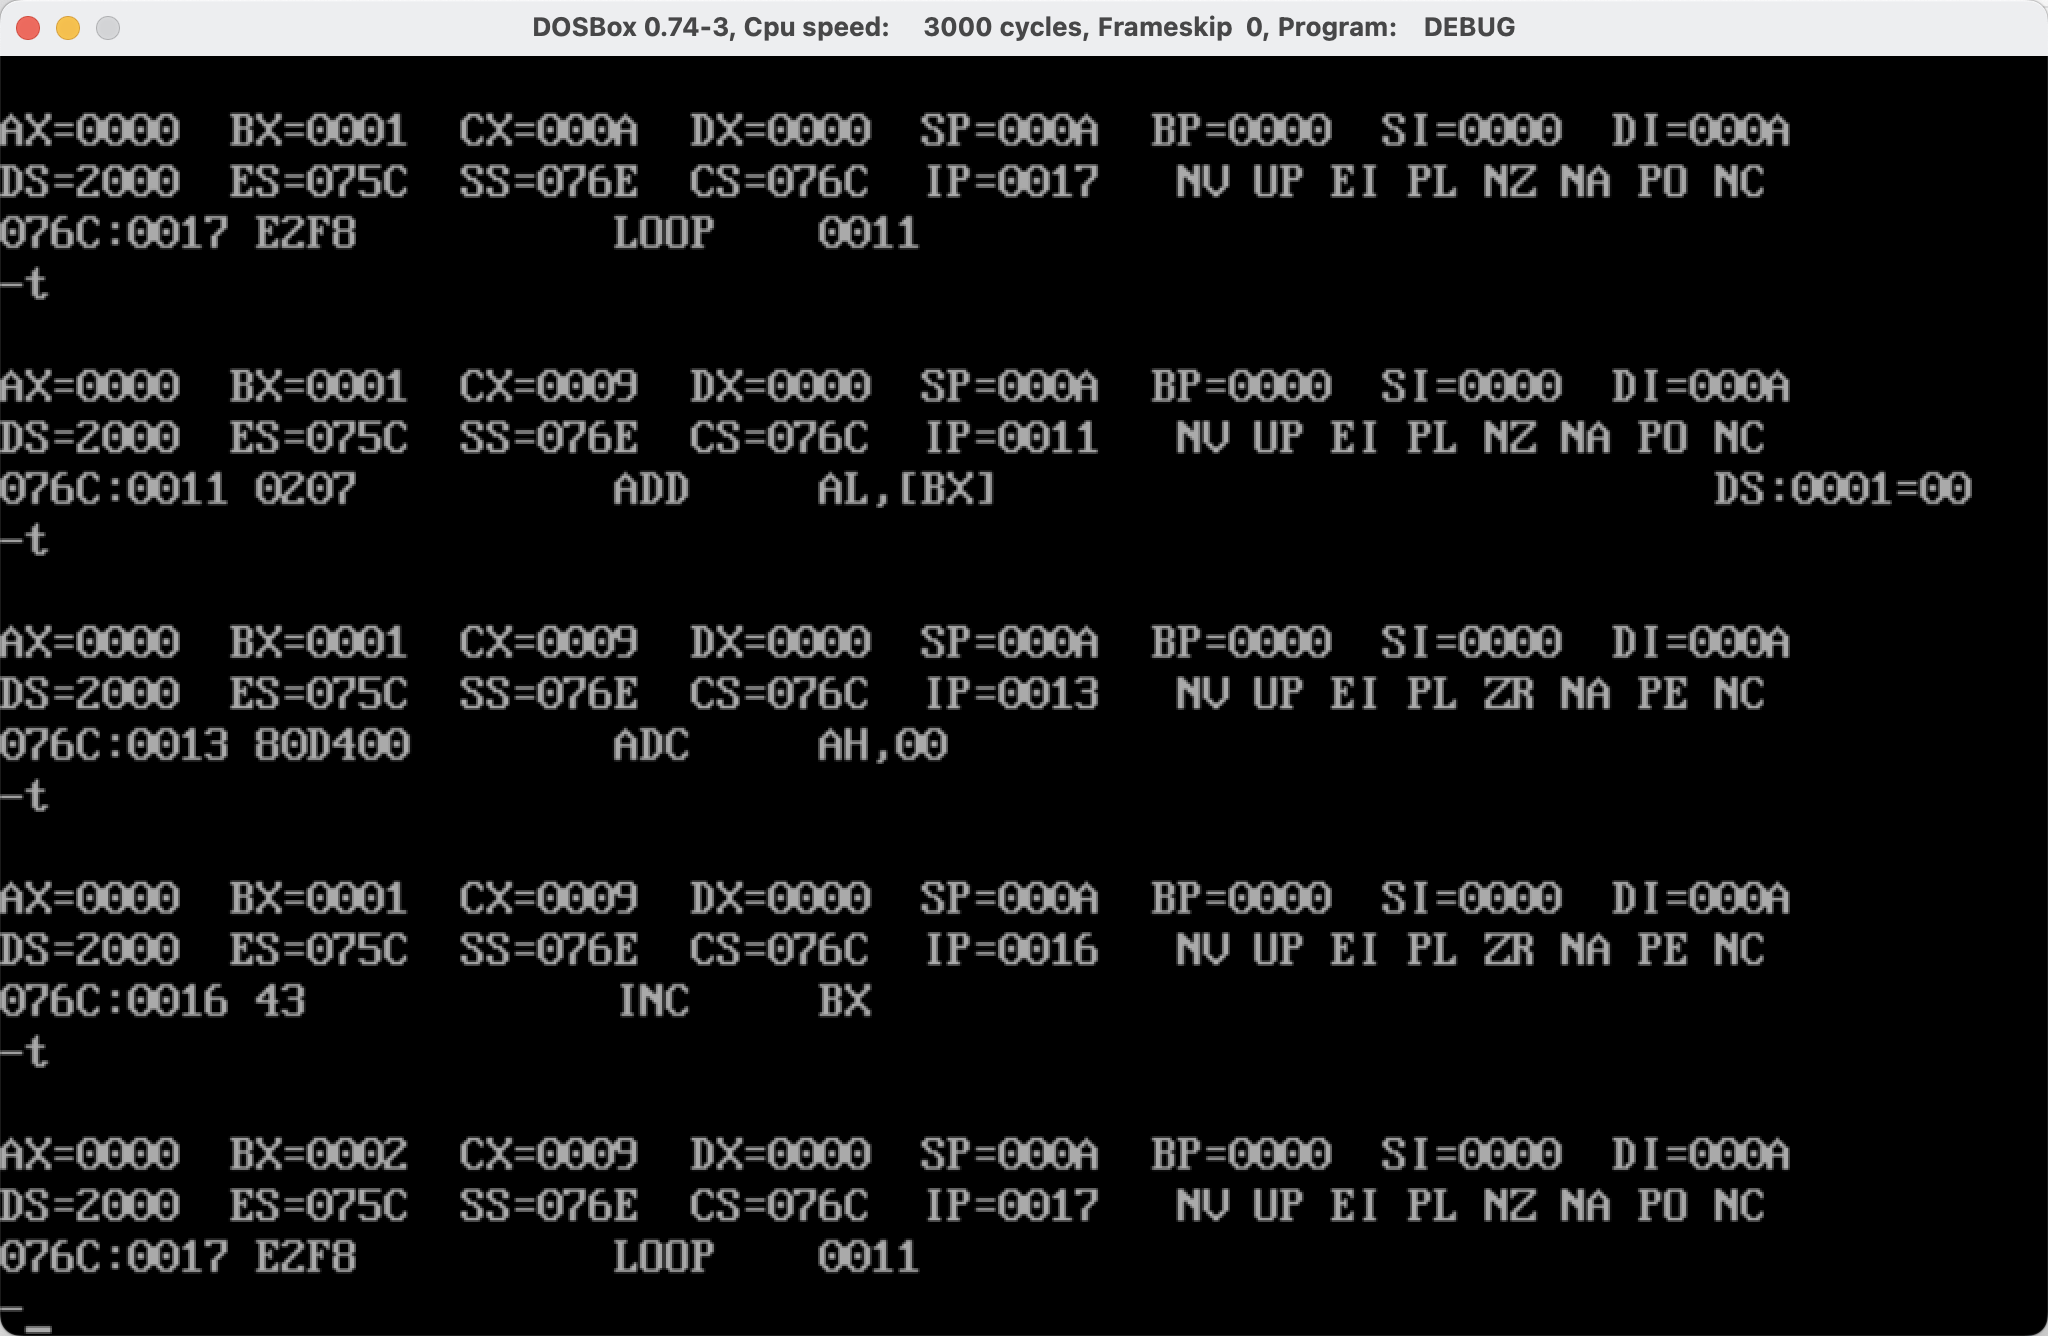 DOSBox 0.74-3, Cpu speed: 3000 cycles, Frameskip 0, Program: DEBUG
AX=0000 BX=0001 CX=000A DX=0000 SP=000A BP=0000 SI=0000 DI=000A
DS=2000 ES=075C SS=076E CS=076C IP=0017 NV UP EI PL NZ NA PO NC
076C:0017 E2F8 LOOP 0011
-t
AX=0000 BX=0001 CX=0009 DX=0000 SP=000A BP=0000 SI=0000 DI=000A
DS=2000 ES=075C SS=076E CS=076C IP=0011 NV UP EI PL NZ NA PO NC
076C:0011 0207 ADD AL,[BX] DS:0001=00
-t
AX=0000 BX=0001 CX=0009 DX=0000 SP=000A BP=0000 SI=0000 DI=000A
DS=2000 ES=075C SS=076E CS=076C IP=0013 NV UP EI PL ZR NA PE NC
076C:0013 80D400 ADC AH,00
-t
AX=0000 BX=0001 CX=0009 DX=0000 SP=000A BP=0000 SI=0000 DI=000A
DS=2000 ES=075C SS=076E CS=076C IP=0016 NV UP EI PL ZR NA PE NC
076C:0016 43 INC BX
-t
AX=0000 BX=0002 CX=0009 DX=0000 SP=000A BP=0000 SI=0000 DI=000A
DS=2000 ES=075C SS=076E CS=076C IP=0017 NV UP EI PL NZ NA PO NC
076C:0017 E2F8 LOOP 0011
-_